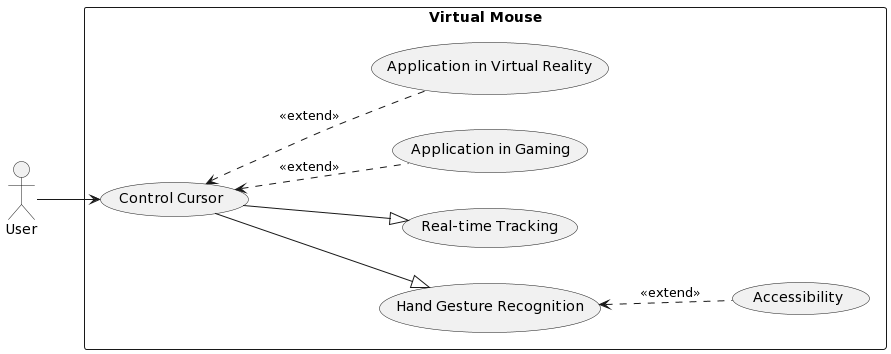 Virtual Mouse
Application in Virtual Reality
«extend»
Application in Gaming
«extend»
Control Cursor
User
Real-time Tracking
Hand Gesture Recognition
«extend»
Accessibility